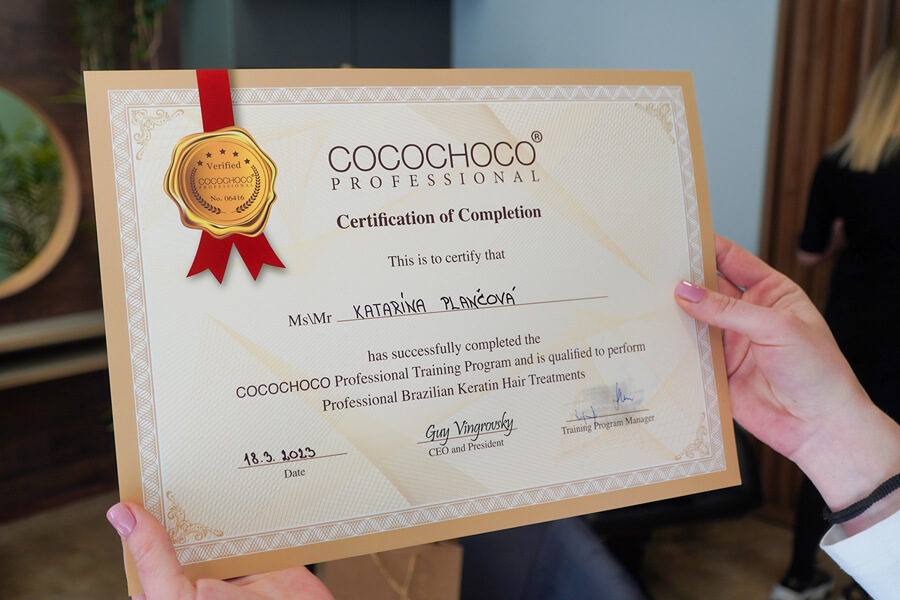 Verified
COCOCHOCO
PROFESSIONAL
No. 06416
COCOCHOCO®
PROFESSIONAL
Certification of Completion
This is to certify that
Ms\Mr KATARÍNA PLANČOVÁ
has successfully completed the
COCOCHOCO Professional Training Program and is qualified to perform
Professional Brazilian Keratin Hair Treatments
18.3. 2023
Date
Guy Vingrovsky
CEO and President
Training Program Manager